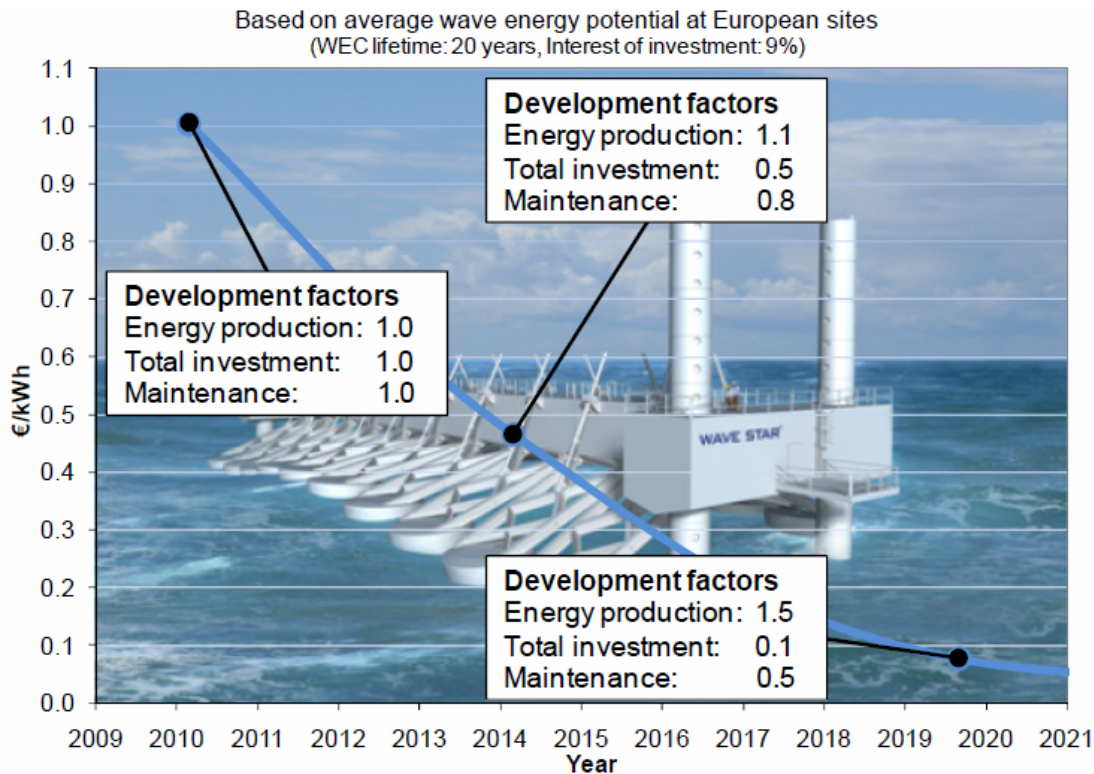 Based on average wave energy potential at European sites
(WEC lifetime: 20 years, Interest of investment: 9%)
€/kWh
1.1
1.0
0.9
0.8
0.7
0.6
0.5
0.4
0.3
0.2
0.1
0.0
Development factors
Energy production: 1.1
Total investment: 0.5
Maintenance: 0.8
Development factors
Energy production: 1.0
Total investment: 1.0
Maintenance: 1.0
WAVE STAR
Development factors
Energy production: 1.5
Total investment: 0.1
Maintenance: 0.5
2009 2010 2011 2012 2013 2014 2015 2016 2017 2018 2019 2020 2021
Year